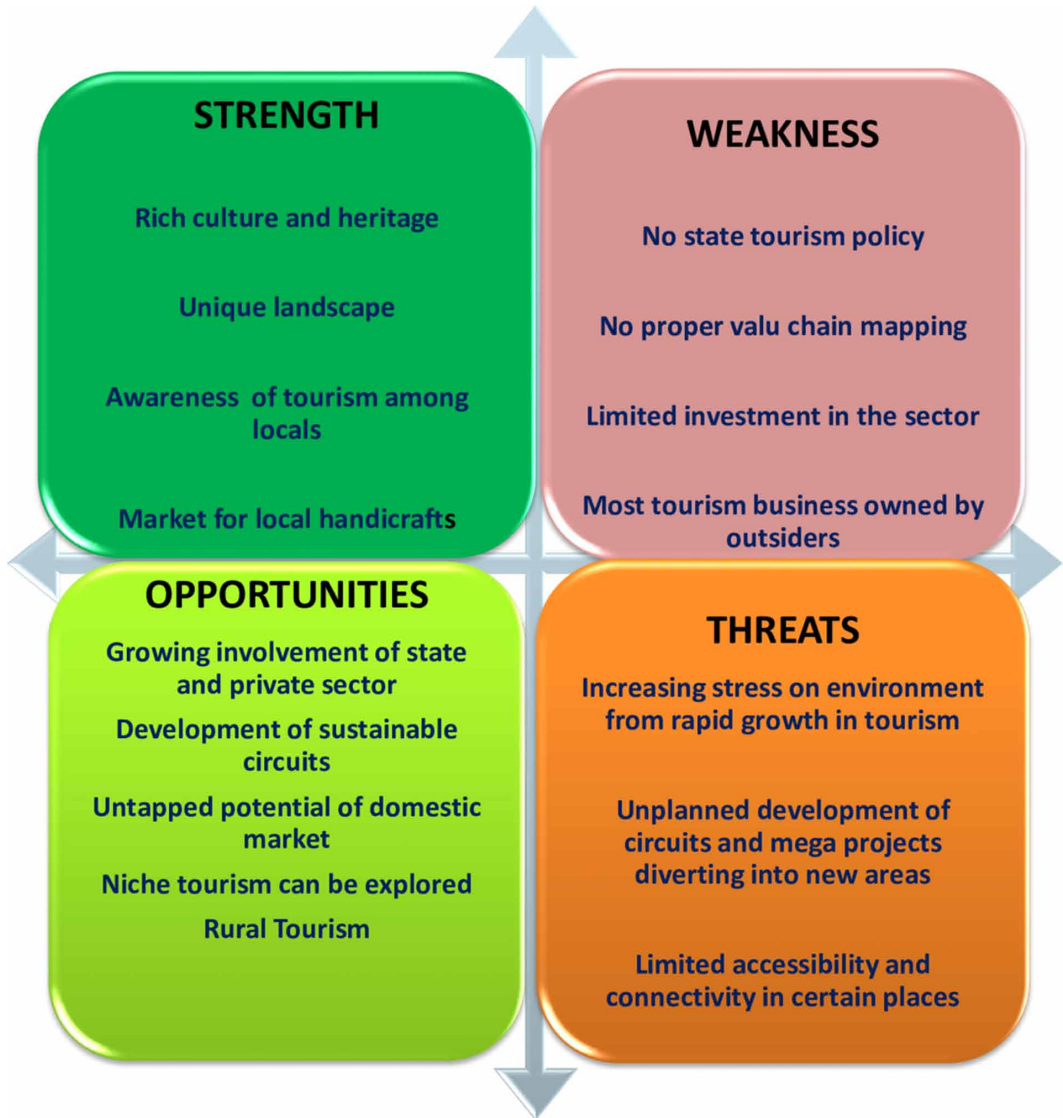 STRENGTH
Rich culture and heritage
Unique landscape
Awareness of tourism among
locals
Market for local handicrafts
WEAKNESS
No state tourism policy
No proper valu chain mapping
Limited investment in the sector
Most tourism business owned by
outsiders
OPPORTUNITIES
Growing involvement of state
and private sector
Development of sustainable
circuits
Untapped potential of domestic
market
Niche tourism can be explored
Rural Tourism
THREATS
Increasing stress on environment
from rapid growth in tourism
Unplanned development of
circuits and mega projects
diverting into new areas
Limited accessibility and
connectivity in certain places